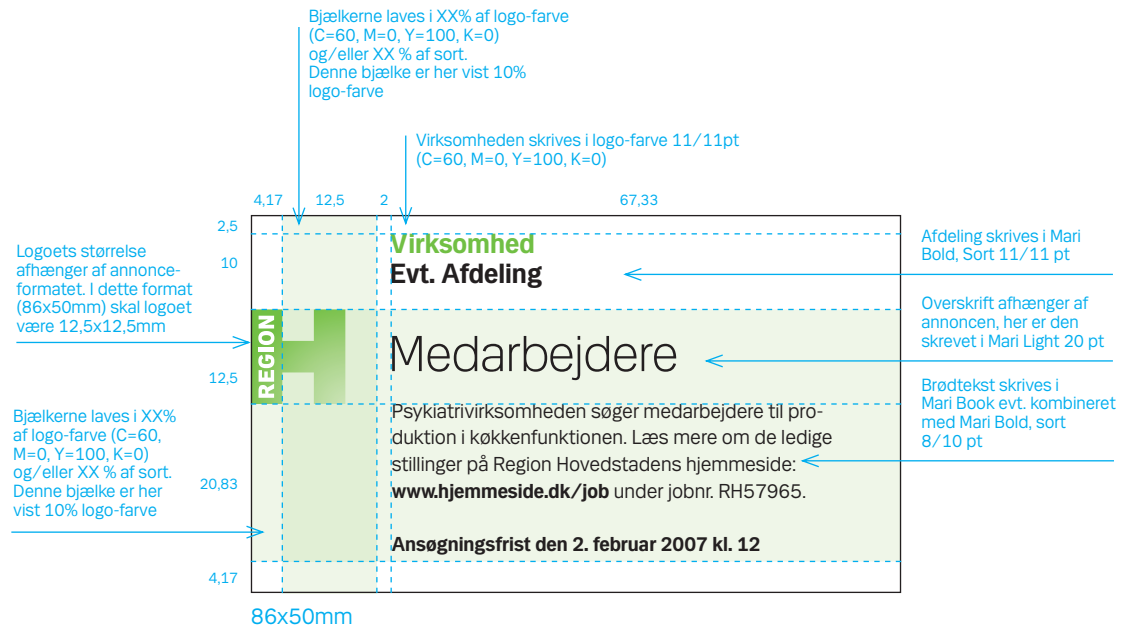 Bjælkerne laves i XX% af logo-farve
(C=60, M=0, Y=100, K=0)
og/eller XX % af sort.
Denne bjælke er her vist 10%
logo-farve
Virksomheden skrives i logo-farve 11/11pt
(C=60, M=0, Y=100, K=0)
4,17 12,5 2 67,33
2,5
10
12,5
20,83
4,17
Logoets størrelse
afhænger af annonce-
formatet. I dette format
(86x50mm) skal logoet
være 12,5x12,5mm
Bjælkerne laves i XX%
af logo-farve (C=60,
M=0, Y=100, K=0)
og/eller XX % af sort.
Denne bjælke er her
vist 10% logo-farve
Virksomhed
Evt. Afdeling
REGION H
Medarbejdere
Psykiatrivirksomheden søger medarbejdere til pro-
duktion i køkkenfunktionen. Læs mere om de ledige
stillinger på Region Hovedstadens hjemmeside:
www.hjemmeside.dk/job under jobnr. RH57965.
Ansøgningsfrist den 2. februar 2007 kl. 12
Afdeling skrives i Mari
Bold, Sort 11/11 pt
Overskrift afhænger af
annoncen, her er den
skrevet i Mari Light 20 pt
Brødtekst skrives i
Mari Book evt. kombineret
med Mari Bold, sort
8/10 pt
86x50mm